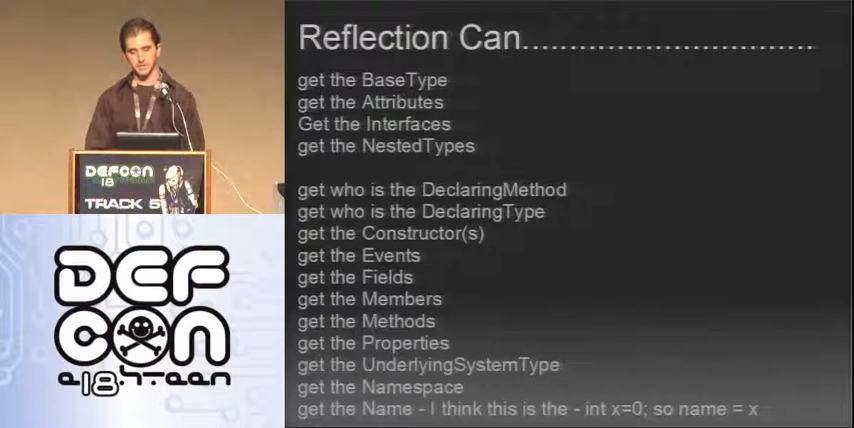 Reflection Can................................
get the BaseType
get the Attributes
Get the Interfaces
get the NestedTypes
get who is the DeclaringMethod
get who is the DeclaringType
get the Constructor(s)
get the Events
get the Fields
get the Members
get the Methods
get the Properties
get the UnderlyingSystemType
get the Namespace
get the Name - I think this is the - int x=0; so name = x
DEFCON
18
TRACK 5
DEF
CON
e18.hteen